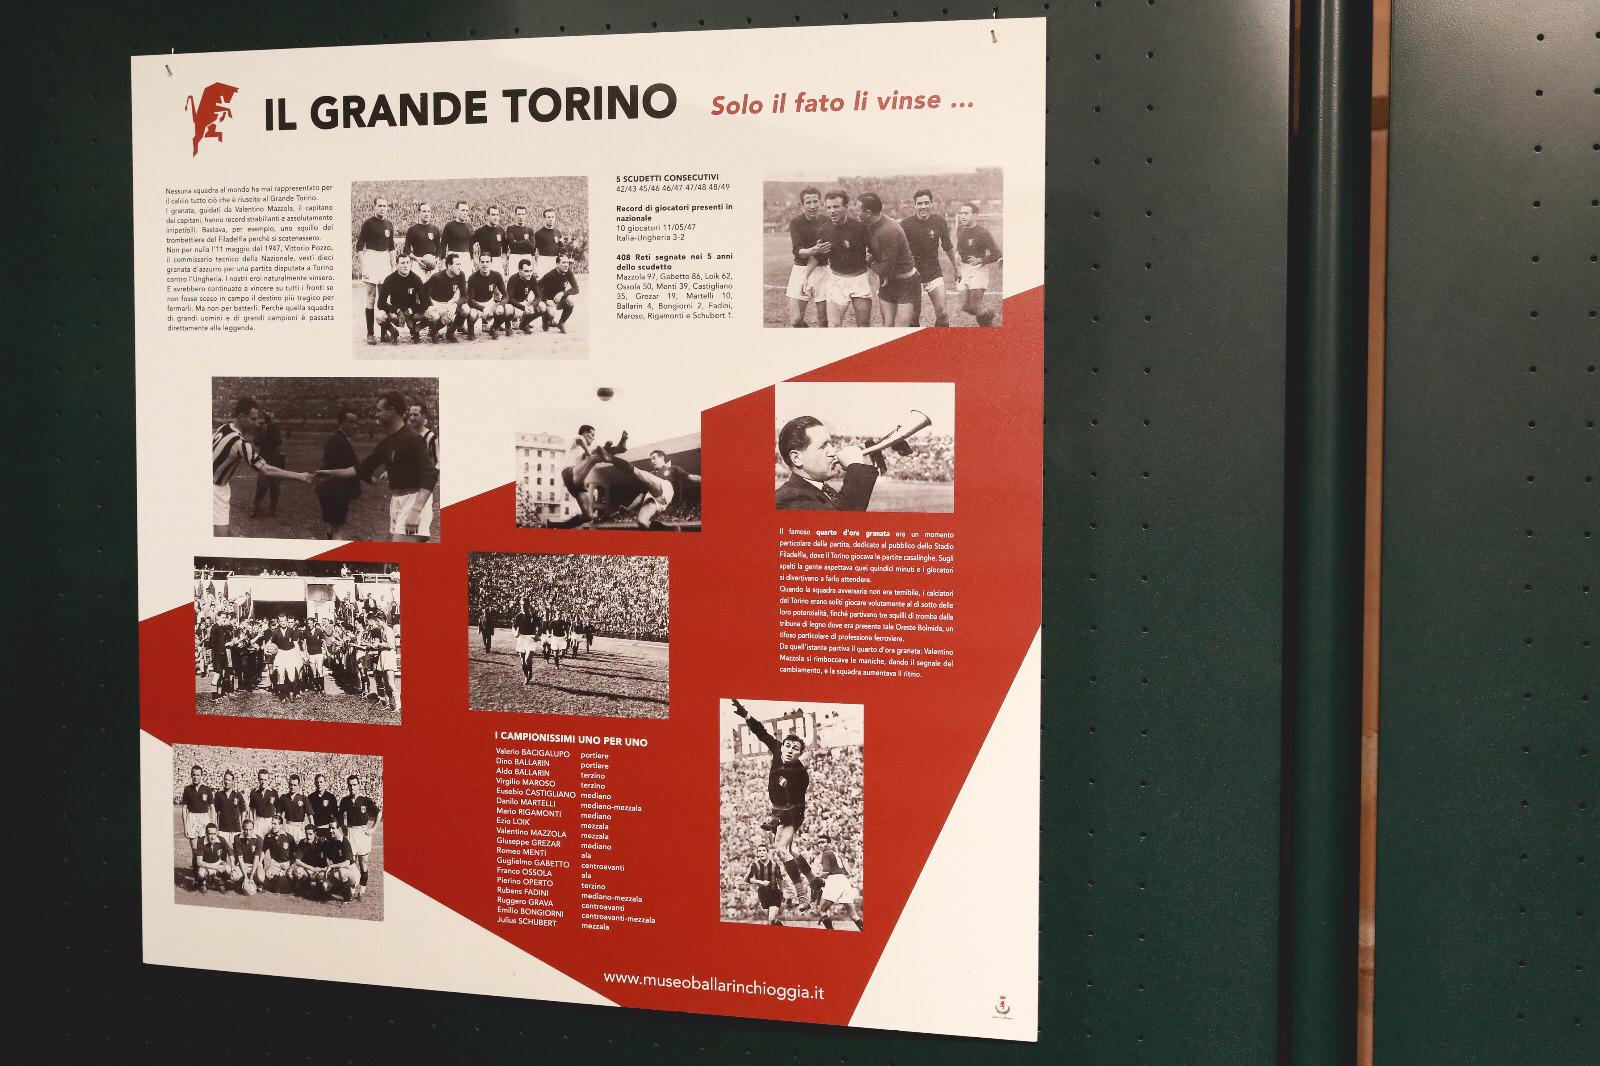 IL GRANDE TORINO
Solo il fato li vinse ...
Nessuna squadra al mondo ha mai rappresentato per
il calcio tutto ciò che è riuscito al Grande Torino.
I granata, guidati da Valentino Mazzola, il capitano
dei capitani, hanno record strabilianti e assolutamente
irripetibili. Bastava, per esempio, uno squillo del
trombettiere del Filadelfia perchè si scatenassero.
Non per nulla l'11 maggio del 1947, Vittorio Pozzo,
il commissario tecnico della Nazionale, vestì dieci
granata d'azzurro per una partita disputata a Torino
contro l'Ungheria. I nostri eroi naturalmente vinsero.
E avrebbero continuato a vincere su tutti i fronti se
non fosse sceso in campo il destino più tragico per
fermarli. Ma non per batterli. Perchè quella squadra
di grandi uomini e di grandi campioni è passata
direttamente alla leggenda.
5 SCUDETTI CONSECUTIVI
42/43 45/46 46/47 47/48 48/49
Record di giocatori presenti in
nazionale
10 giocatori 11/05/47
Italia-Ungheria 3-2
408 Reti segnate nei 5 anni
dello scudetto
Mazzola 97, Gabetto 86, Loik 62,
Ossola 50, Menti 39, Castigliano
35, Grezar 19, Martelli 10,
Ballarin 4, Bongiorni 2, Fadini,
Maroso, Rigamonti e Schubert 1.
Il famoso quarto d'ora granata era un momento
particolare della partita, dedicato al pubblico dello Stadio
Filadelfia, dove il Torino giocava le partite casalinghe. Sugli
spalti la gente aspettava quei quindici minuti e i giocatori
si divertivano a farlo attendere.
Quando la squadra avversaria non era temibile, i calciatori
del Torino erano soliti giocare volutamente al di sotto delle
loro potenzialità, finché partivano tre squilli di tromba dalla
tribune di legno dove era presente tale Oreste Bolmida, un
tifoso particolare di professione ferroviere.
Da quell'istante partiva il quarto d'ora granata: Valentino
Mazzola si rimboccava le maniche, dando il segnale del
cambiamento, e la squadra aumentava il ritmo.
I CAMPIONISSIMI UNO PER UNO
Valerio BACIGALUPO portiere
Dino BALLARIN portiere
Aldo BALLARIN terzino
Virgilio MAROSO terzino
Eusebio CASTIGLIANO mediano
Danilo MARTELLI mediano-mezzala
Mario RIGAMONTI mediano
Ezio LOIK mezzala
Valentino MAZZOLA mezzala
Giuseppe GREZAR mediano
Romeo MENTI ala
Guglielmo GABETTO centroavanti
Franco OSSOLA ala
Pierino OPERTO terzino
Rubens FADINI mediano-mezzala
Ruggero GRAVA centroavanti
Emilio BONGIORNI centroavanti-mezzala
Julius SCHUBERT mezzala
www.museoballarinchioggia.it